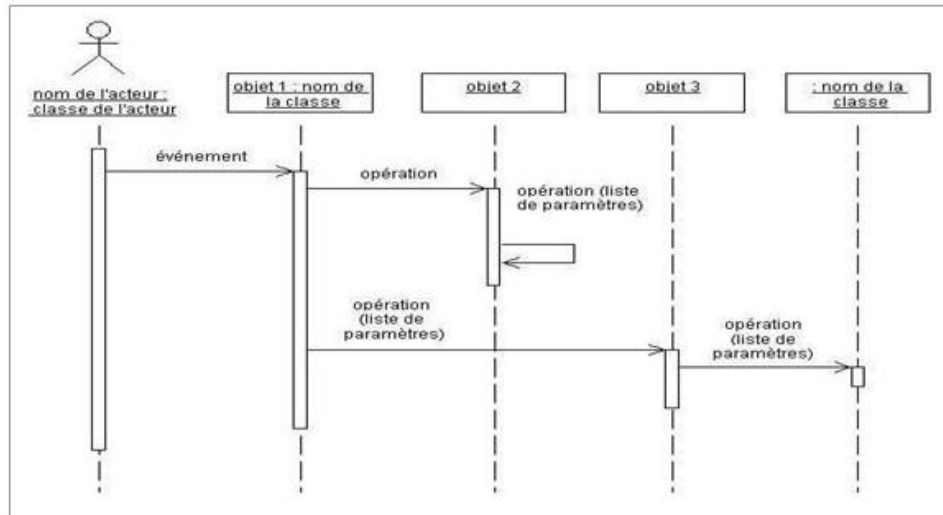 nom de l'acteur :
classe de l'acteur
objet 1 : nom de
la classe
objet 2
objet 3
: nom de la
classe
événement
opération
opération (liste
de paramètres)
opération
(liste de
paramètres)
opération
(liste de
paramètres)